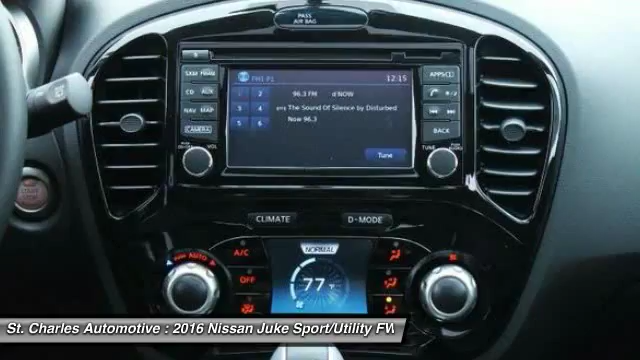 PASS
AIR BAG
SXM FM/AM
CD AUX
NAV MAP
CAMERA
VOL
FM1-P1 12:15
1 2 96.3 FM d'NOW
3 4 The Sound Of Silence by Disturbed
5 6 Now 96.3
Tune
APPS
BACK
TUNE
CLIMATE D-MODE
NORMAL
AUTO A/C
OFF
77°F
St. Charles Automotive : 2016 Nissan Juke Sport/Utility FW